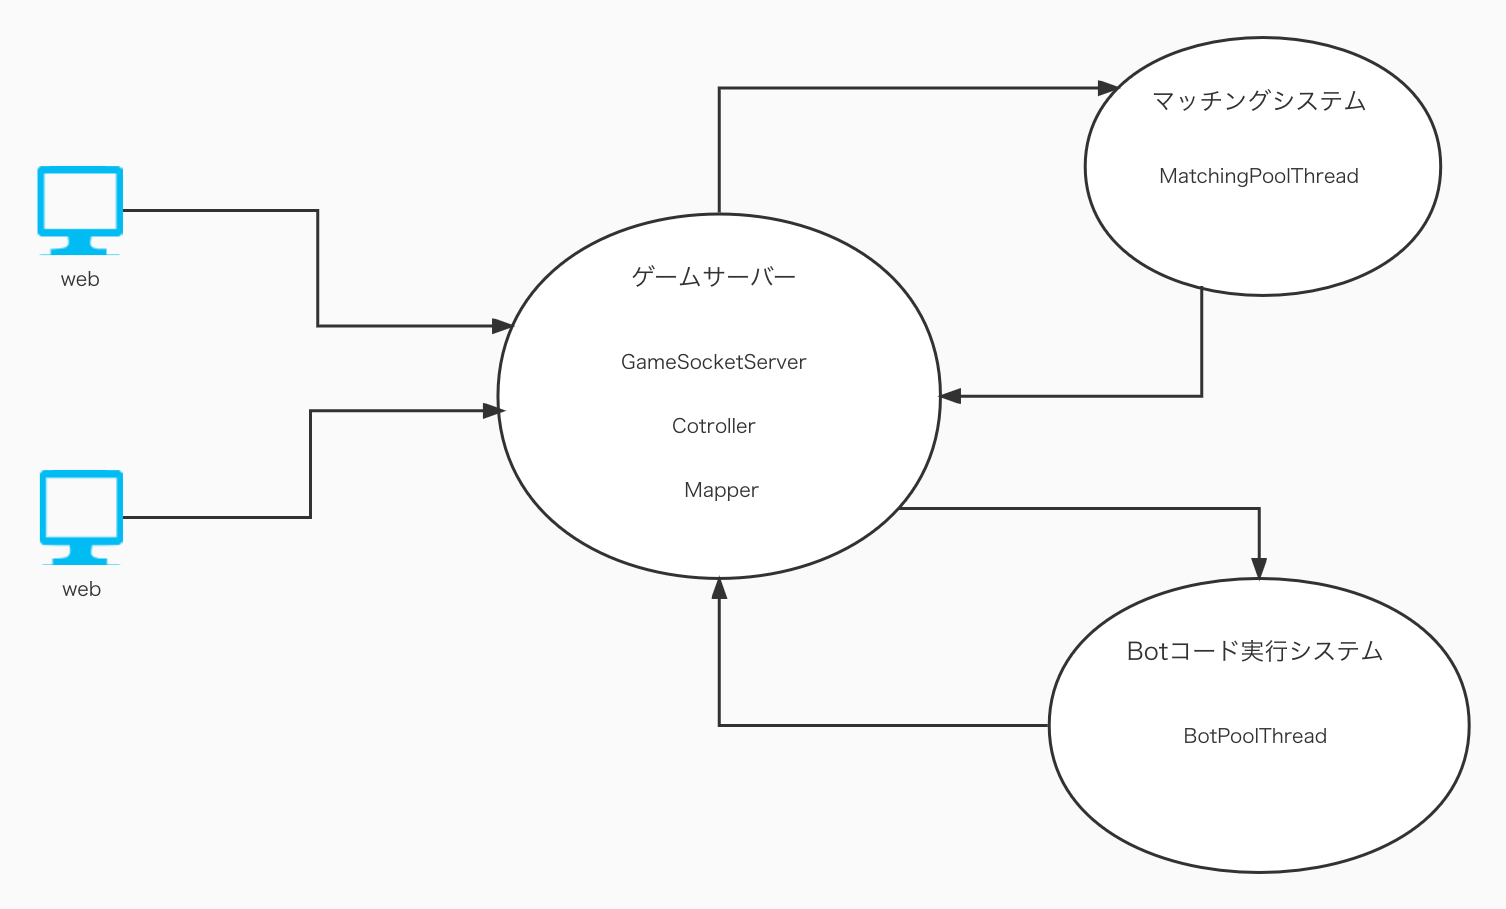 マッチングシステム
MatchingPoolThread
web
ゲームサーバー
GameSocketServer
Cotroller
Mapper
web
Botコード実行システム
BotPoolThread